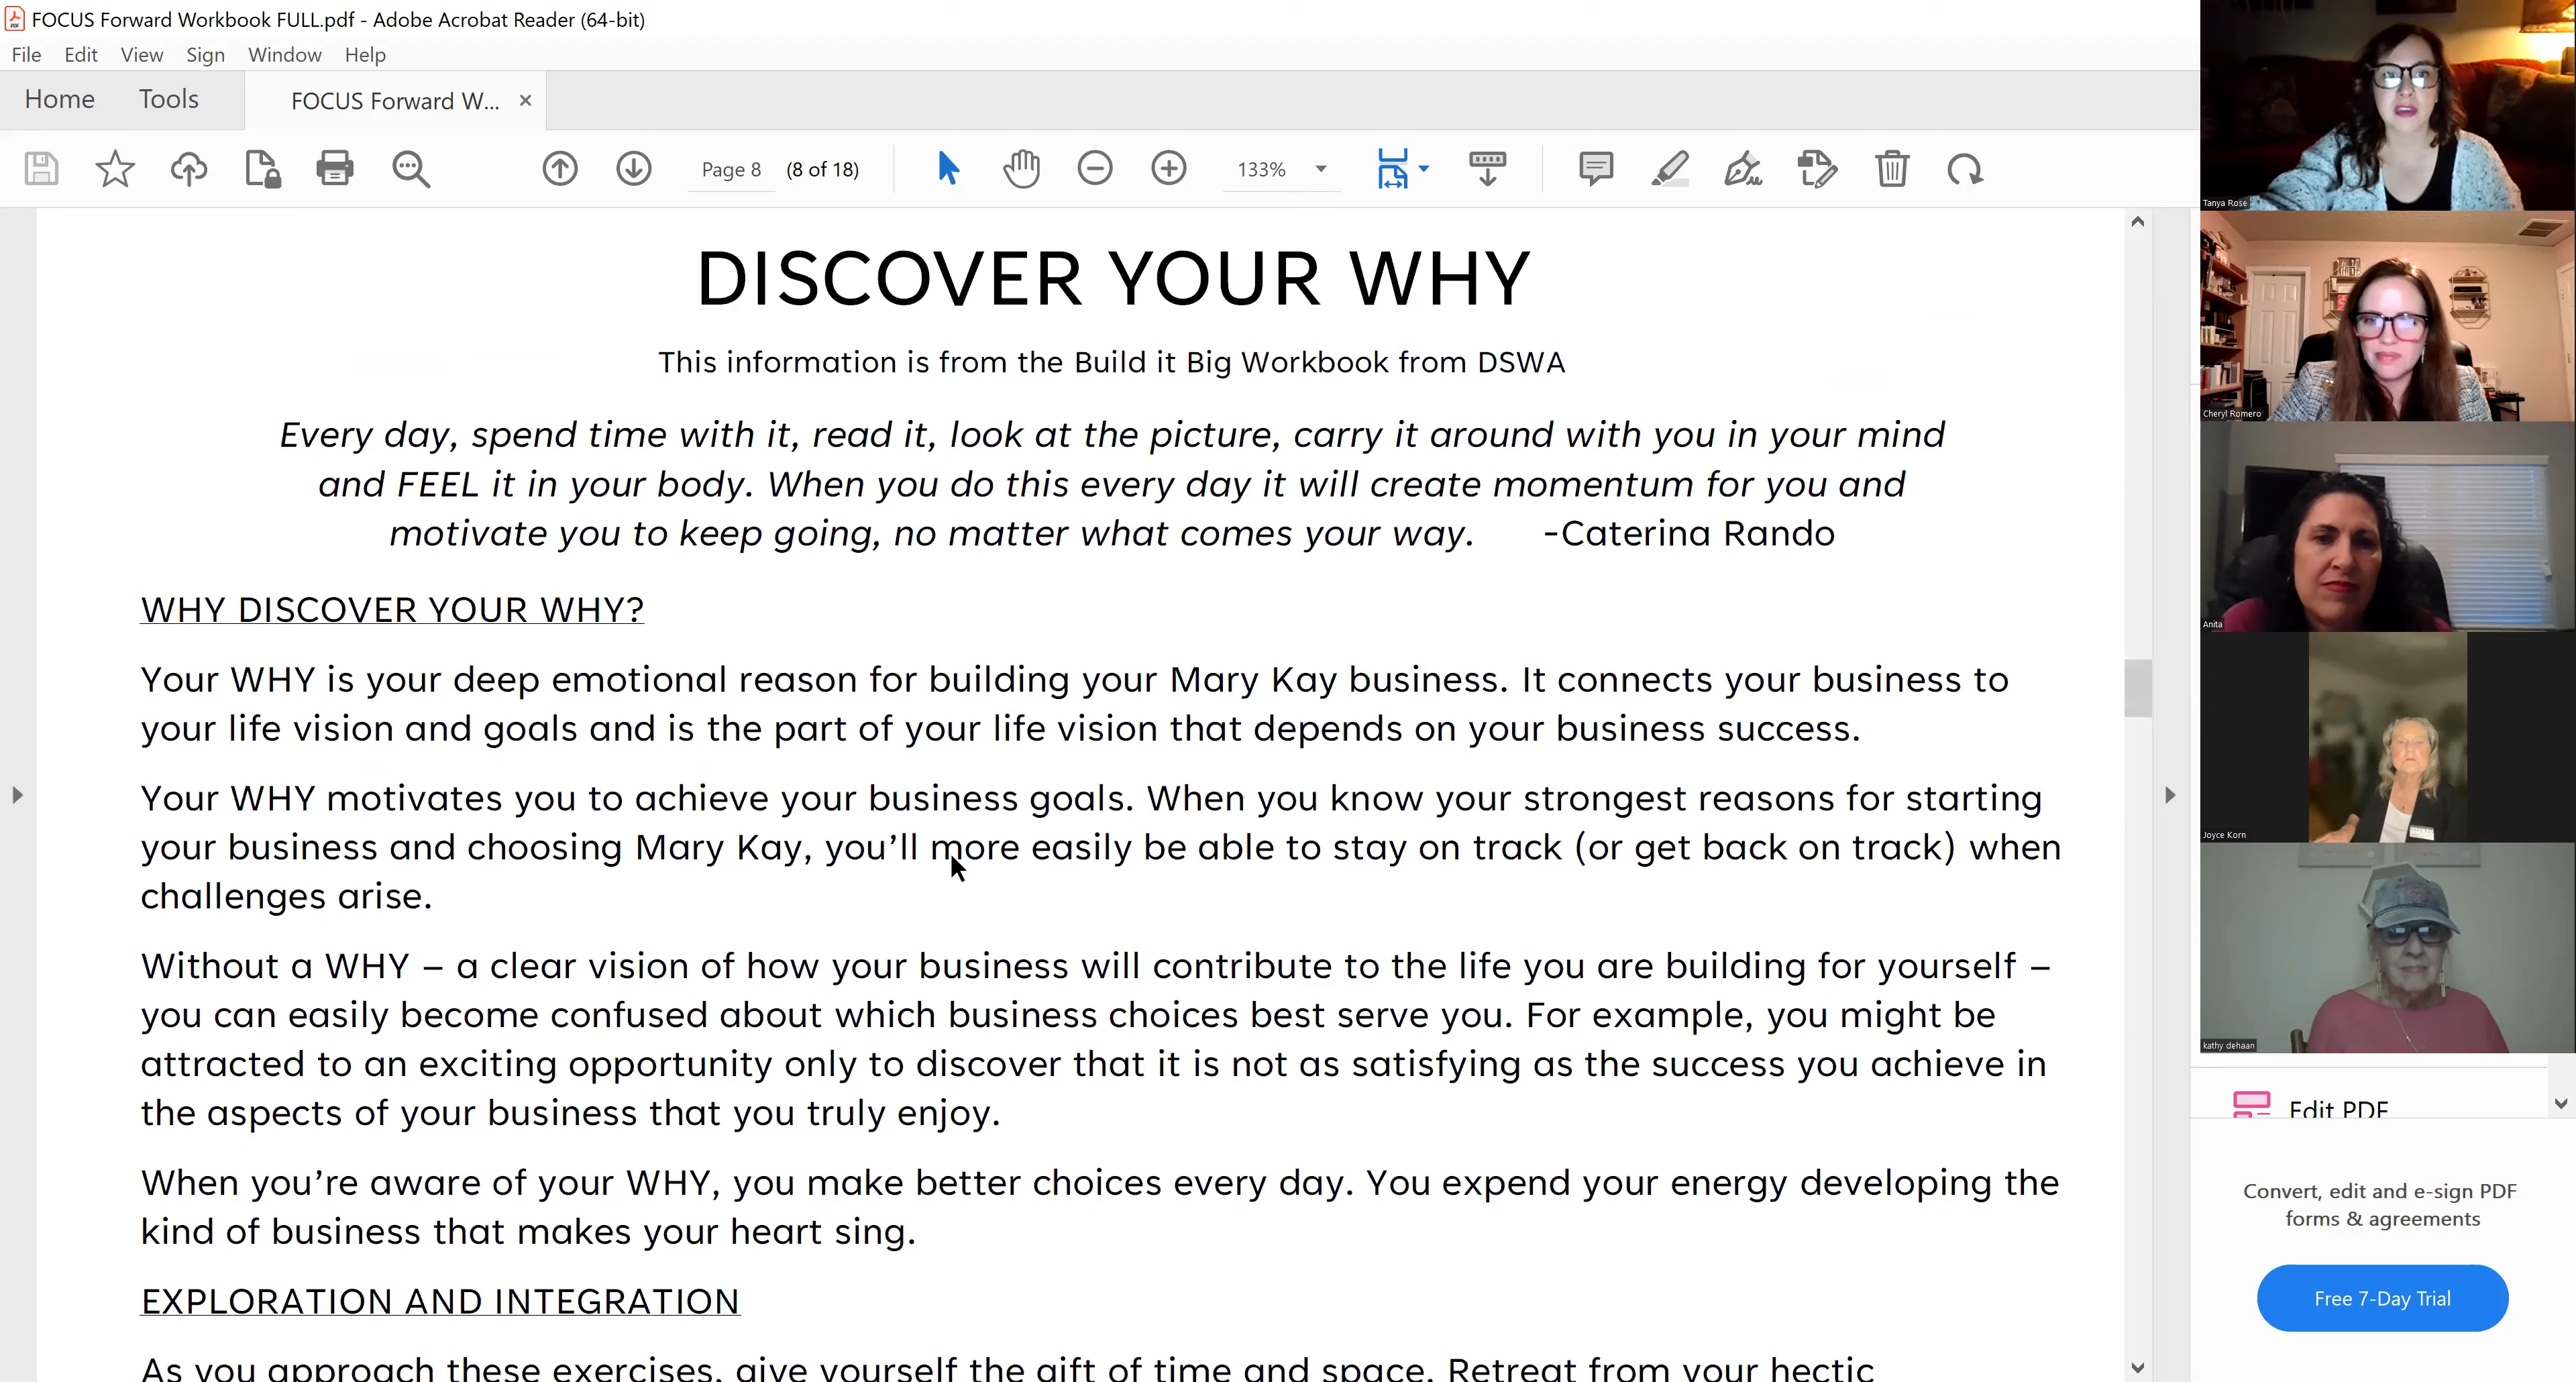 FOCUS Forward Workbook FULL.pdf - Adobe Acrobat Reader (64-bit)
File Edit View Sign Window Help
Home Tools FOCUS Forward W... ×
Page 8 (8 of 18) 133%
DISCOVER YOUR WHY
This information is from the Build it Big Workbook from DSWA
Every day, spend time with it, read it, look at the picture, carry it around with you in your mind
and FEEL it in your body. When you do this every day it will create momentum for you and
motivate you to keep going, no matter what comes your way. -Caterina Rando
WHY DISCOVER YOUR WHY?
Your WHY is your deep emotional reason for building your Mary Kay business. It connects your business to
your life vision and goals and is the part of your life vision that depends on your business success.
Your WHY motivates you to achieve your business goals. When you know your strongest reasons for starting
your business and choosing Mary Kay, you'll more easily be able to stay on track (or get back on track) when
challenges arise.
Without a WHY – a clear vision of how your business will contribute to the life you are building for yourself –
you can easily become confused about which business choices best serve you. For example, you might be
attracted to an exciting opportunity only to discover that it is not as satisfying as the success you achieve in
the aspects of your business that you truly enjoy.
When you're aware of your WHY, you make better choices every day. You expend your energy developing the
kind of business that makes your heart sing.
EXPLORATION AND INTEGRATION
As you approach these exercises, give yourself the gift of time and space. Retreat from your hectic
Tanya Rose
Cheryl Romero
Anita
Joyce Korn
kathy dehaan
Edit PDF
Convert, edit and e-sign PDF
forms & agreements
Free 7-Day Trial